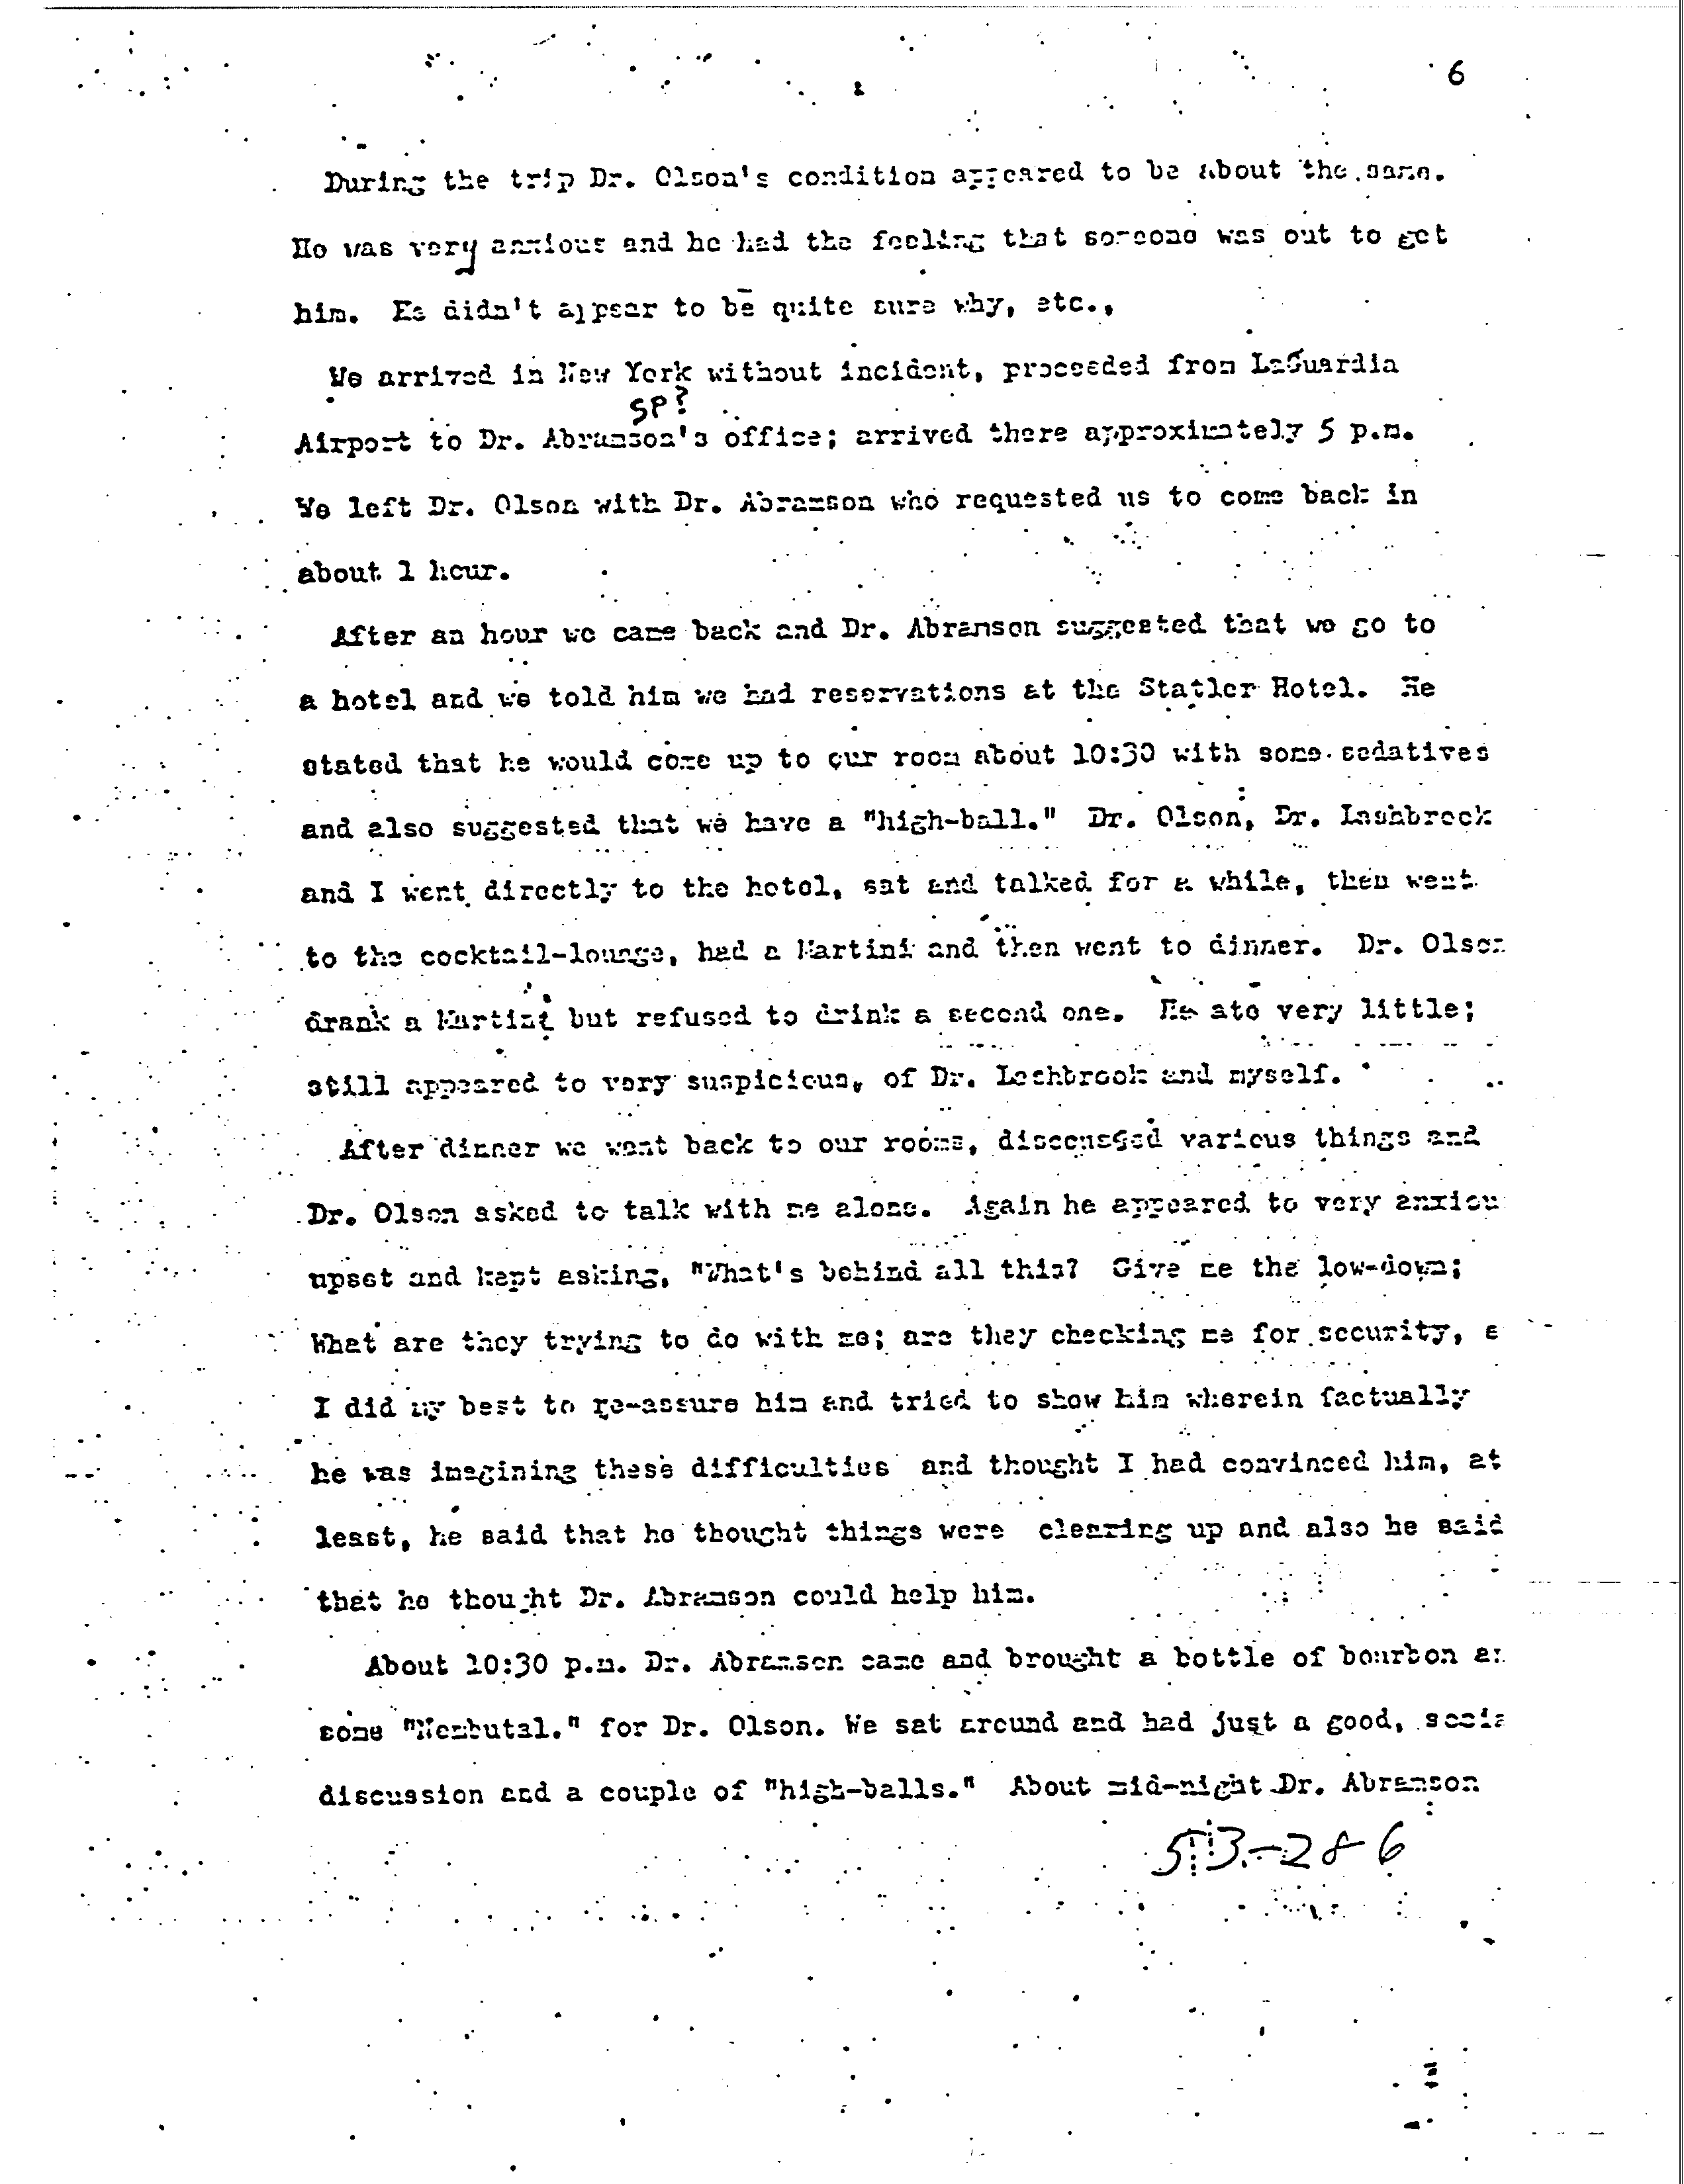 6
During the trip Dr. Olson's condition appeared to be about the same.
He was very anxious and he had the feeling that someone was out to get
him. He didn't appear to be quite sure why, etc.,
We arrived in New York without incident, proceeded from LaGuardia
SP?
Airport to Dr. Abramson's office; arrived there approximately 5 p.m.
We left Dr. Olson with Dr. Abramson who requested us to come back in
about 1 hour.
After an hour we came back and Dr. Abramson suggested that we go to
a hotel and we told him we had reservations at the Statler Hotel. He
stated that he would come up to our room about 10:30 with some sedatives
and also suggested that we have a "high-ball." Dr. Olson, Dr. Lashbrook
and I went directly to the hotel, sat and talked for a while, then went
to the cocktail-lounge, had a Martini and then went to dinner. Dr. Olson
drank a Martini but refused to drink a second one. He ate very little;
still appeared to very suspicious, of Dr. Lashbrook and myself.
After dinner we went back to our rooms, discussed various things and
Dr. Olson asked to talk with me alone. Again he appeared to very anxiou
upset and kept asking, "What's behind all this? Give me the low-down;
What are they trying to do with me; are they checking me for security, e
I did my best to re-assure him and tried to show him wherein factually
he was imagining these difficulties and thought I had convinced him, at
least, he said that he thought things were clearing up and also he said
that he thought Dr. Abramson could help him.
About 10:30 p.m. Dr. Abramson came and brought a bottle of bourbon an
some "Nembutal." for Dr. Olson. We sat around and had just a good, socia
discussion and a couple of "high-balls." About mid-night Dr. Abramson
513-28-6